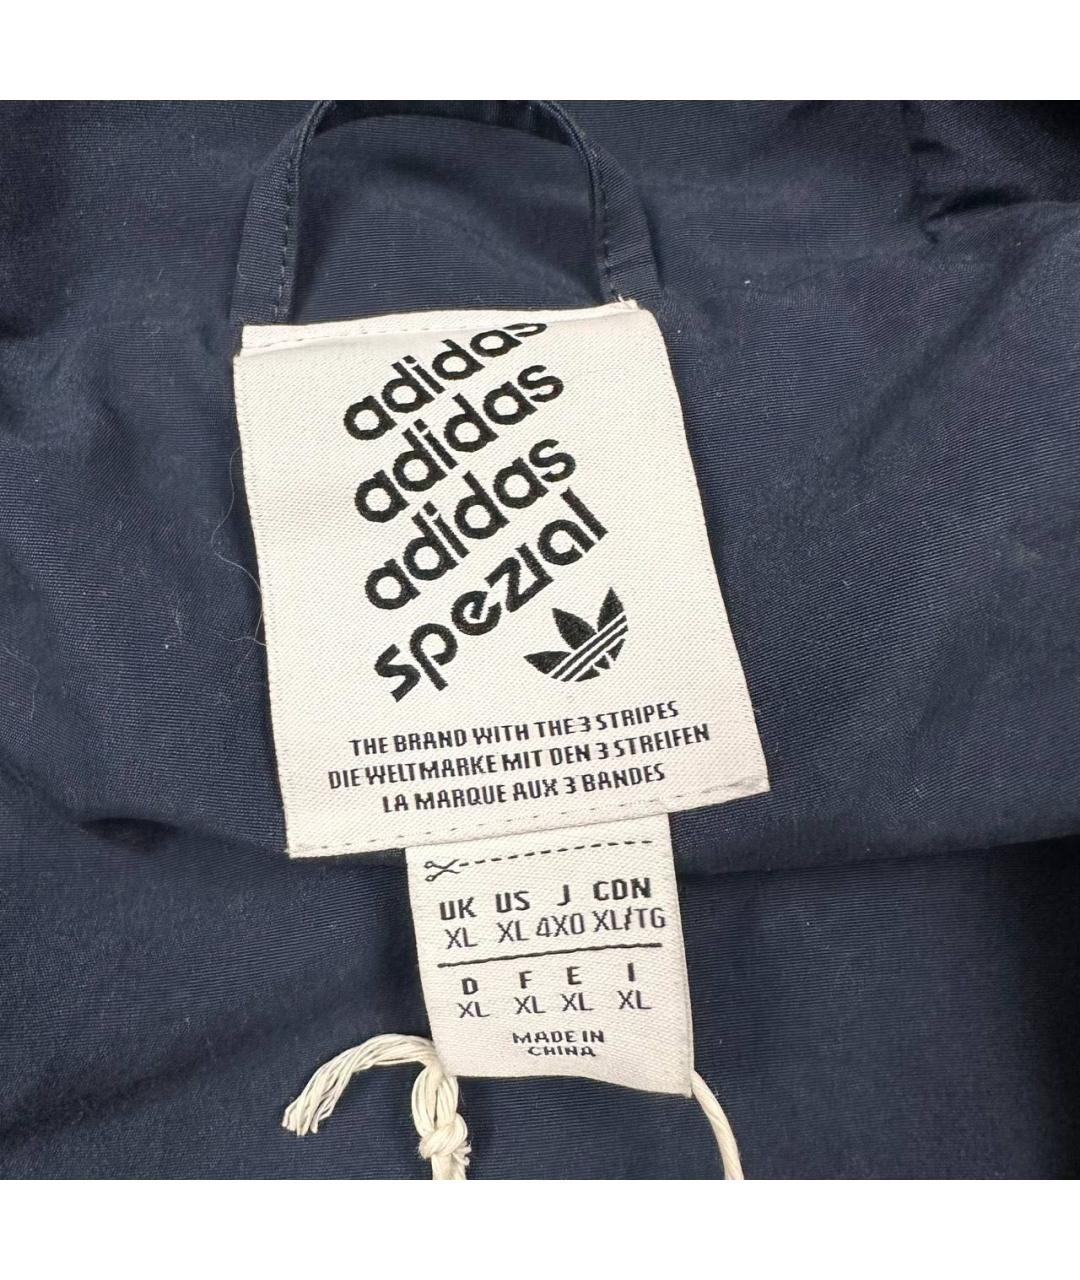 adidas
adidas
adidas
spezial
THE BRAND WITH THE 3 STRIPES
DIE WELTMARKE MIT DEN 3 STREIFEN
LA MARQUE AUX 3 BANDES
UK US J CDN
XL XL 4XO XL/TG
D F E I
XL XL XL XL
MADE IN
CHINA